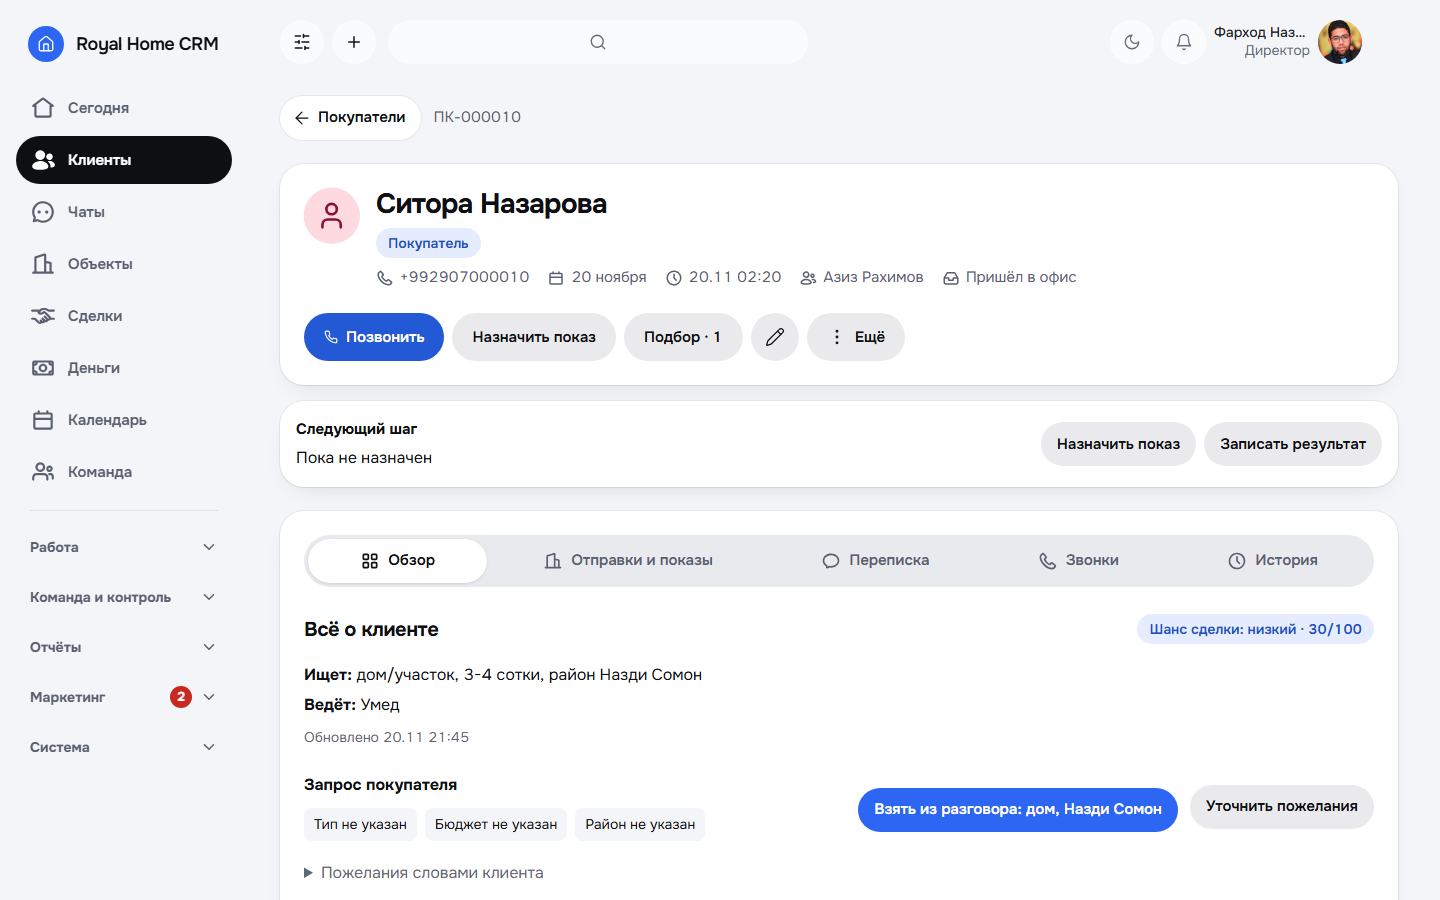 Royal Home CRM
Фарход Наз...
Директор
Сегодня
Клиенты
Чаты
Объекты
Сделки
Деньги
Календарь
Команда
Работа
Команда и контроль
Отчёты
Маркетинг 2
Система
Покупатели ПК-000010
Ситора Назарова
Покупатель
+992907000010 20 ноября 20.11 02:20 Азиз Рахимов Пришёл в офис
Позвонить Назначить показ Подбор · 1 Ещё
Следующий шаг
Пока не назначен
Назначить показ Записать результат
Обзор Отправки и показы Переписка Звонки История
Всё о клиенте
Шанс сделки: низкий · 30/100
Ищет: дом/участок, 3-4 сотки, район Назди Сомон
Ведёт: Умед
Обновлено 20.11 21:45
Запрос покупателя
Взять из разговора: дом, Назди Сомон Уточнить пожелания
Тип не указан Бюджет не указан Район не указан
Пожелания словами клиента